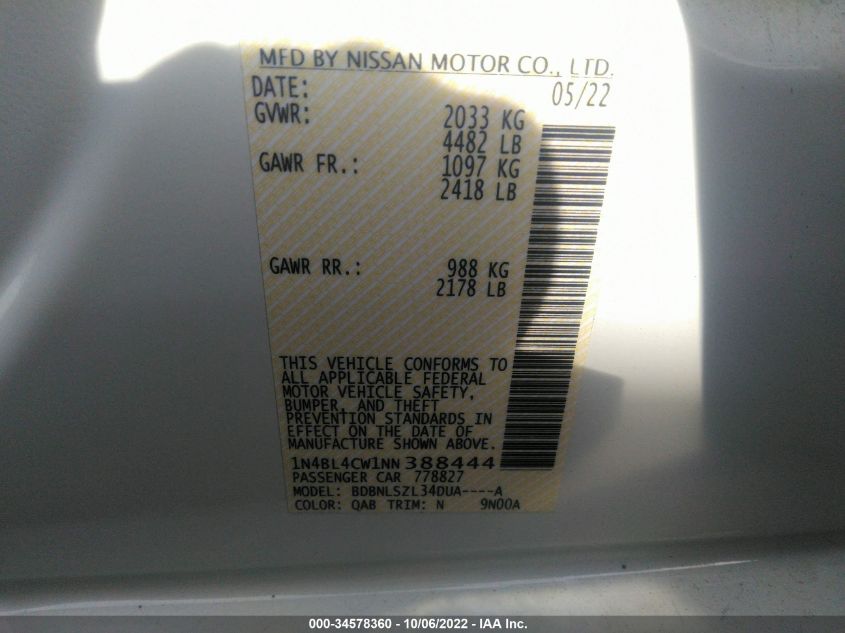 MFD BY NISSAN MOTOR CO., LTD.
DATE: 05/22
GVWR: 2033 KG
4482 LB
GAWR FR.: 1097 KG
2418 LB
GAWR RR.: 988 KG
2178 LB
THIS VEHICLE CONFORMS TO
ALL APPLICABLE FEDERAL
MOTOR VEHICLE SAFETY,
BUMPER, AND THEFT
PREVENTION STANDARDS IN
EFFECT ON THE DATE OF
MANUFACTURE SHOWN ABOVE.
1N4BL4CW1NN388444
PASSENGER CAR 778827
MODEL: BDBNLSZL34DUA----A
COLOR: QAB TRIM: N 9N00A
000-34578360 - 10/06/2022 - IAA Inc.